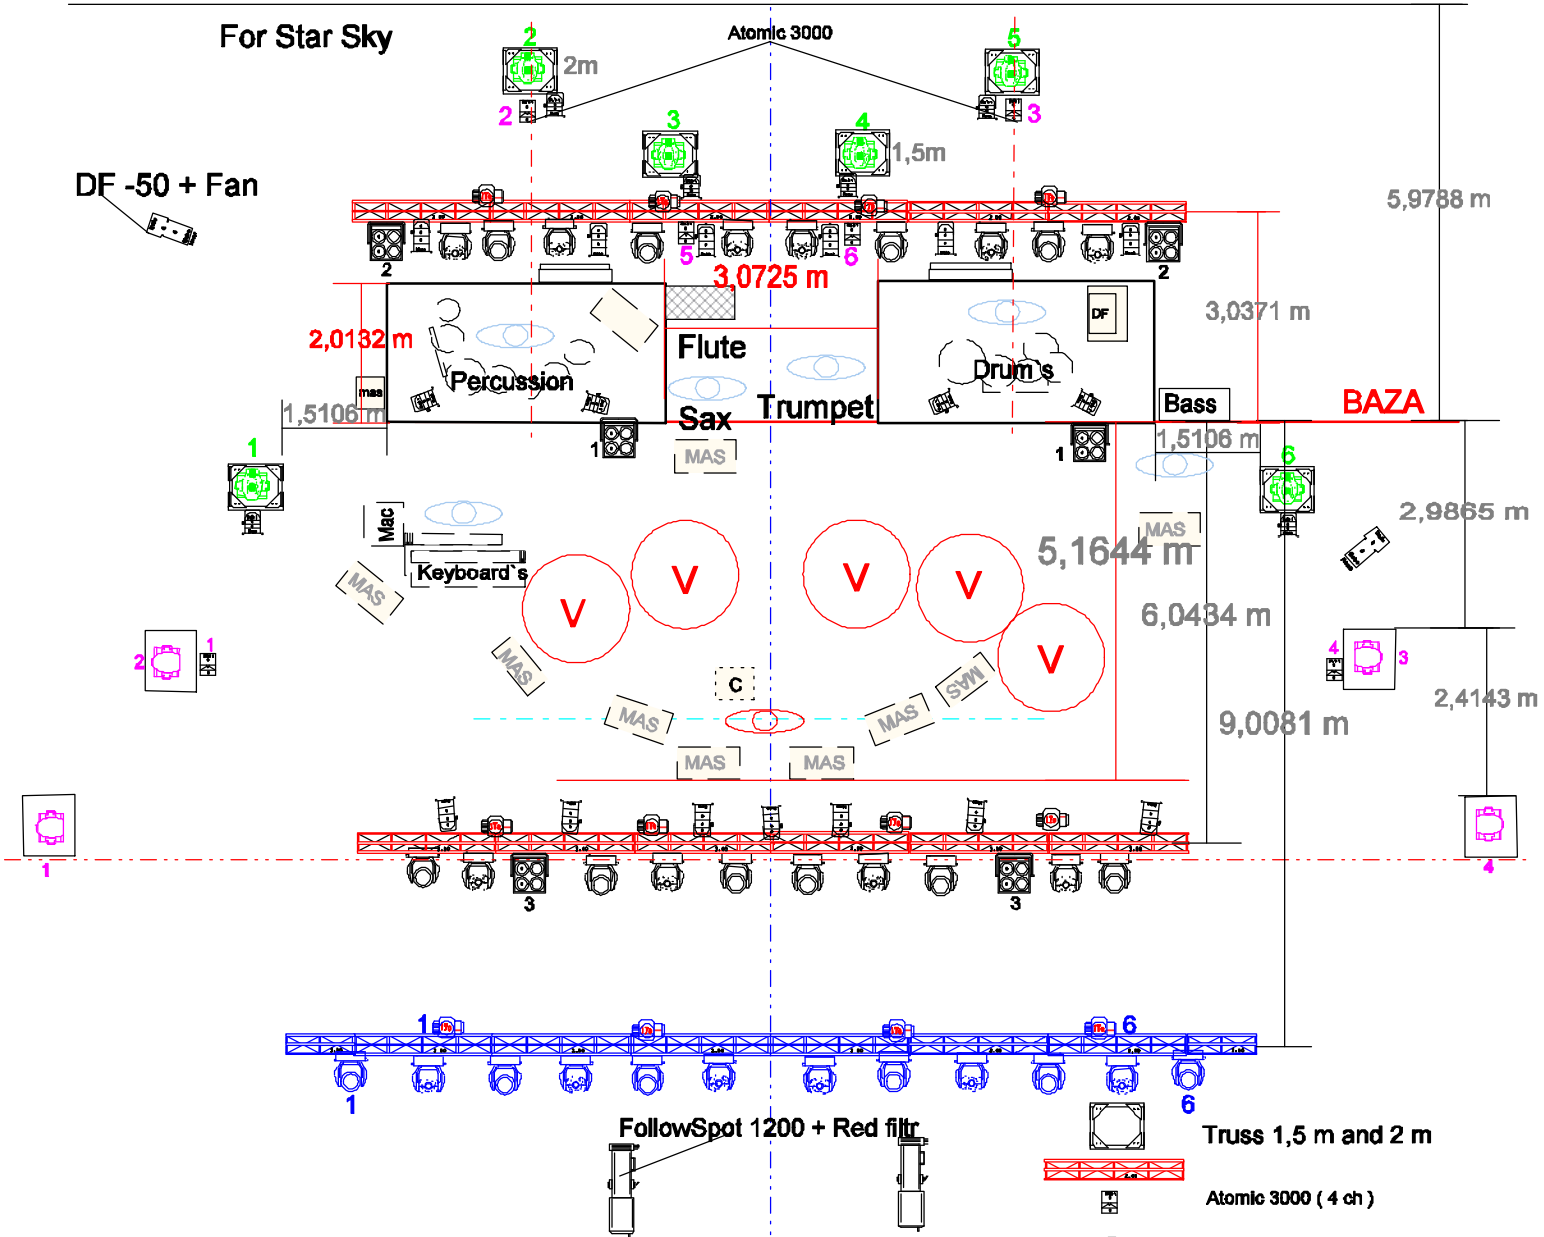 For Star Sky
Atomic 3000
2
5
2m
2
3
3
4
1,5m
DF -50 + Fan
5,9788 m
2
5
6
2
3,0725 m
3,0371 m
2,0132 m
DF
Flute
Percussion
Drum`s
mas
Sax
Trumpet
Bass
BAZA
1,5106 m
1,5106 m
1
1
1
MAS
6
Mac
2,9865 m
MAS
5,1644 m
Keyboard`s
MAS
V
V
V
V
V
6,0434 m
2
1
4
3
MAS
MAS
C
2,4143 m
MAS
MAS
9,0081 m
MAS
MAS
1
4
3
3
1
6
1
6
FollowSpot 1200 + Red filtr
Truss 1,5 m and 2 m
Atomic 3000 ( 4 ch )